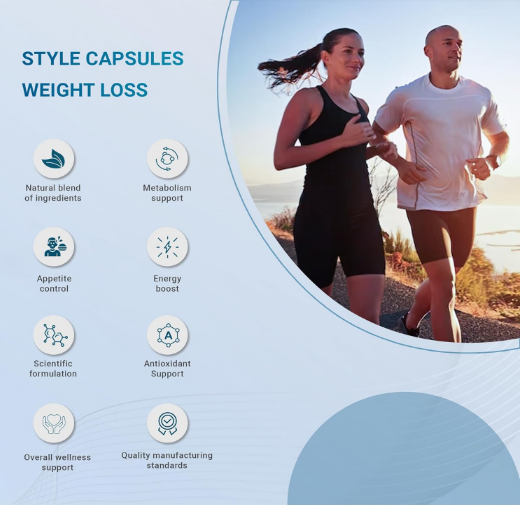 STYLE CAPSULES
WEIGHT LOSS
Natural blend
of ingredients
Metabolism
support
Appetite
control
Energy
boost
Scientific
formulation
A
Antioxidant
Support
Overall wellness
support
Quality manufacturing
standards